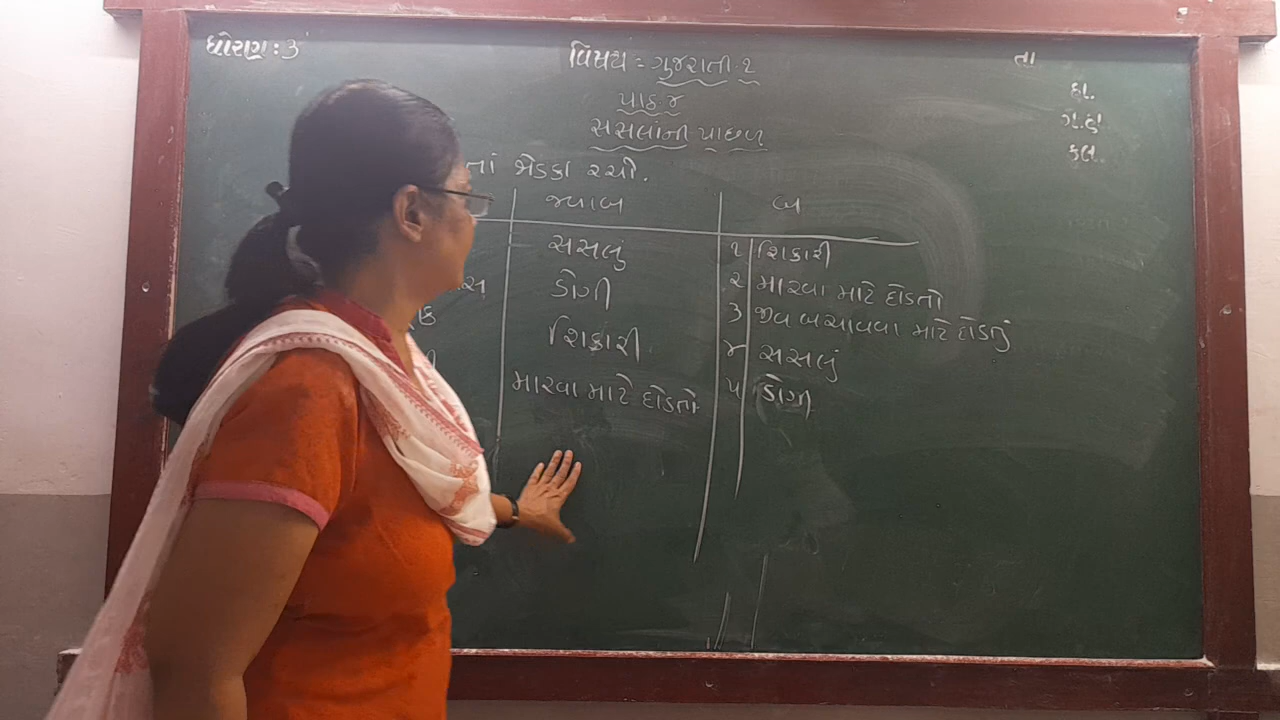 ધોરણ : ૩
વિષય = ગુજરાતી-૨
તા
પાઠ.૪
હા.
સસલાંની પાછળ
ગે.હા.
કલ.
નાં જોડકા રચો.
જવાબ
બ
સસલું
૧ શિકારી
સ
ડોગી
૨ મારવા માટે દોડતો
૩ જીવ બચાવવા માટે દોડતું
શિકારી
૪ સસલું
મારવા માટે દોડતો
૫ ડોગી